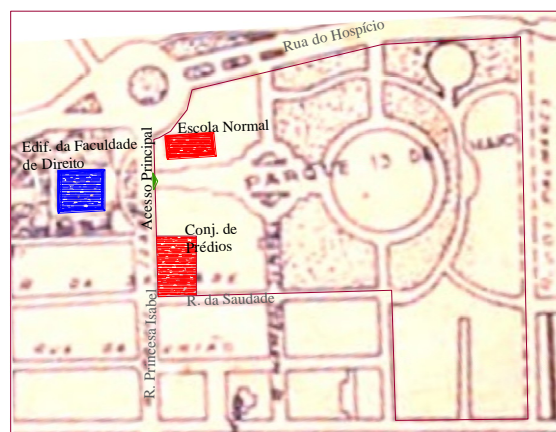 Rua do Hospício
Escola Normal
Edif. da Faculdade
de Direito
Acesso Principal
PARQUE 13 DE
MAIO
Conj. de
Prédios
R. da Saudade
R. Princesa Isabel